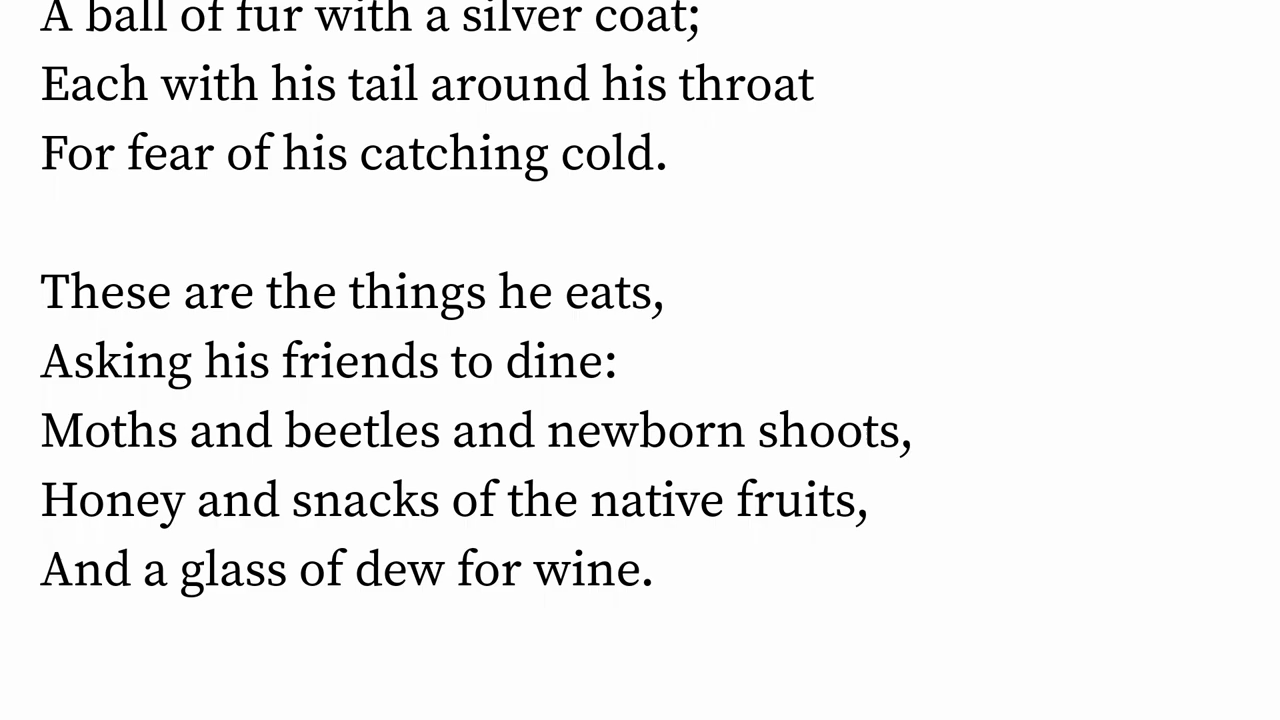 A ball of fur with a silver coat;
Each with his tail around his throat
For fear of his catching cold.

These are the things he eats,
Asking his friends to dine:
Moths and beetles and newborn shoots,
Honey and snacks of the native fruits,
And a glass of dew for wine.